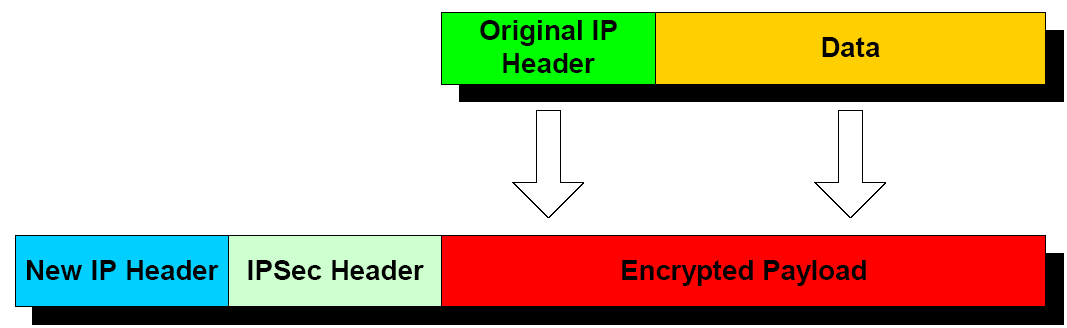 Original IP
Header
Data
New IP Header
IPSec Header
Encrypted Payload